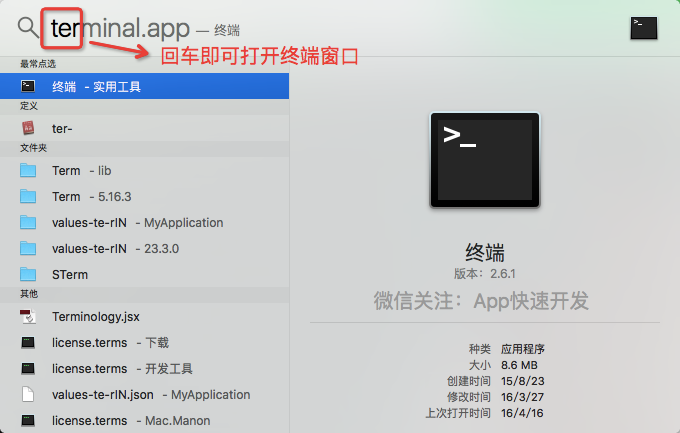 terminal.app — 终端
回车即可打开终端窗口
最常点选
终端 - 实用工具
定义
ter-
文件夹
Term - lib
Term - 5.16.3
values-te-rIN - MyApplication
values-te-rIN - 23.3.0
STerm
其他
Terminology.jsx
license.terms - 下载
license.terms - 开发工具
values-te-rIN.json - MyApplication
license.terms - Mac.Manon
>_
终端
版本：2.6.1
微信关注：App快速开发
种类 应用程序
大小 8.6 MB
创建时间 15/8/23
修改时间 16/3/27
上次打开时间 16/4/16